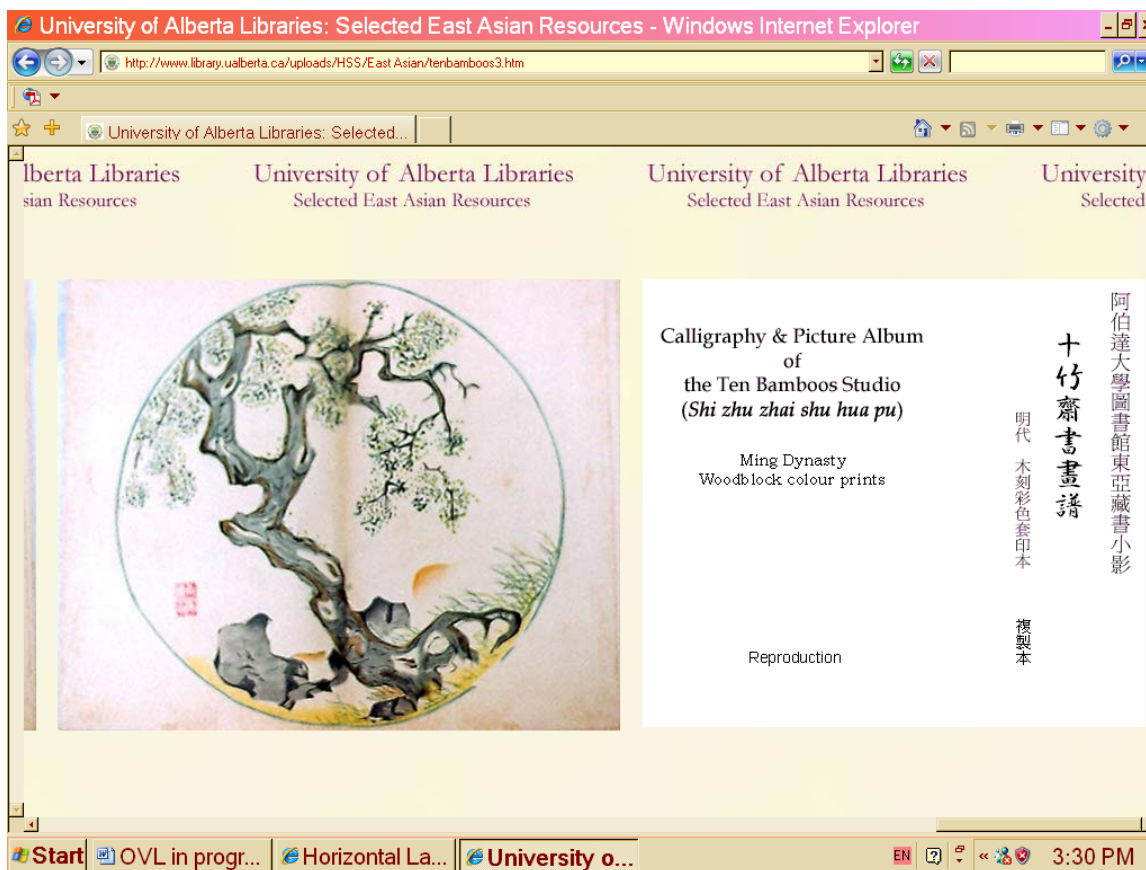 University of Alberta Libraries: Selected East Asian Resources - Windows Internet Explorer
http://www.library.ualberta.ca/uploads/HSS/East Asian/tenbamboos3.htm
University of Alberta Libraries: Selected...
lberta Libraries
sian Resources
University of Alberta Libraries
Selected East Asian Resources
University of Alberta Libraries
Selected East Asian Resources
University
Selected
Calligraphy & Picture Album
of
the Ten Bamboos Studio
(Shi zhu zhai shu hua pu)
Ming Dynasty
Woodblock colour prints
Reproduction
阿伯達大學圖書館東亞藏書小影
十竹齋書畫譜
明代 木刻彩色套印本
複製本
Start
OVL in progr...
Horizontal La...
University o...
EN
3:30 PM